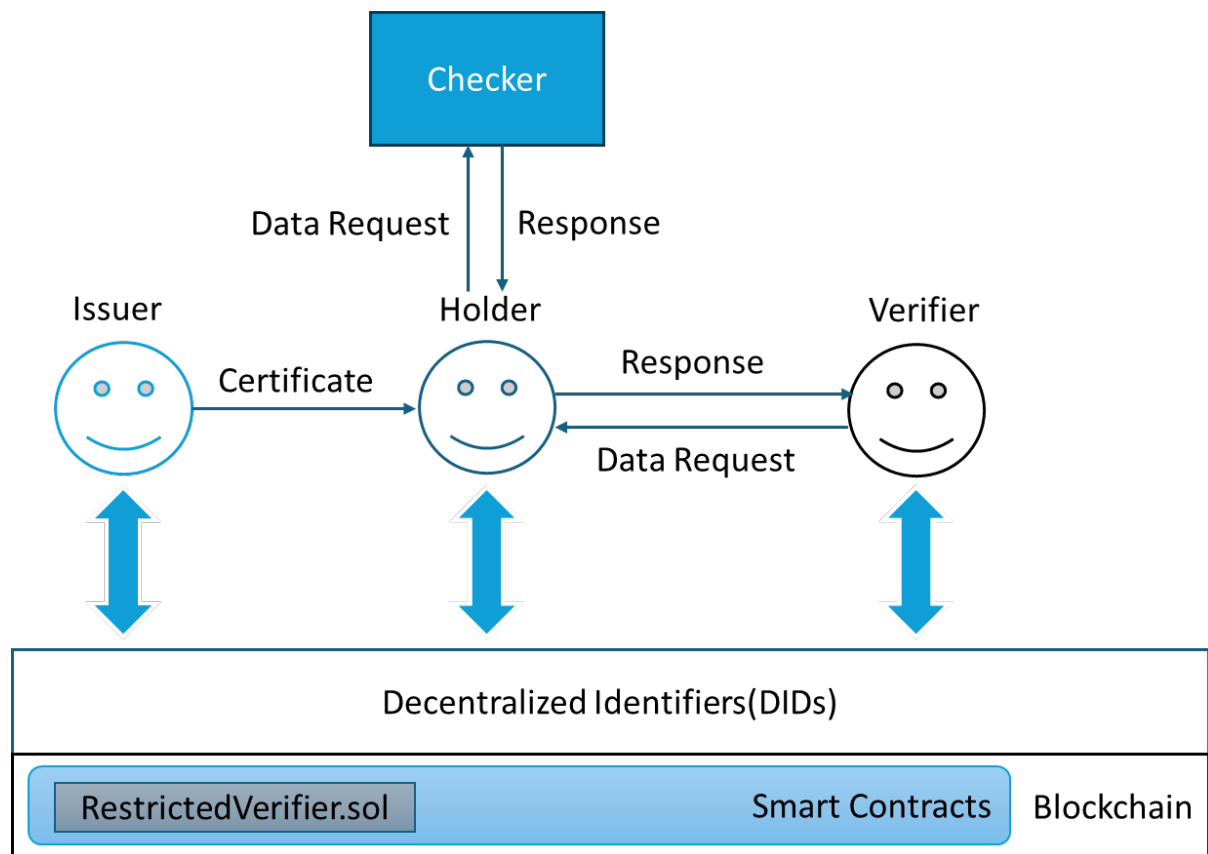 Checker
Data Request
Response
Issuer
Holder
Verifier
Certificate
Response
Data Request
Decentralized Identifiers(DIDs)
RestrictedVerifier.sol
Smart Contracts
Blockchain